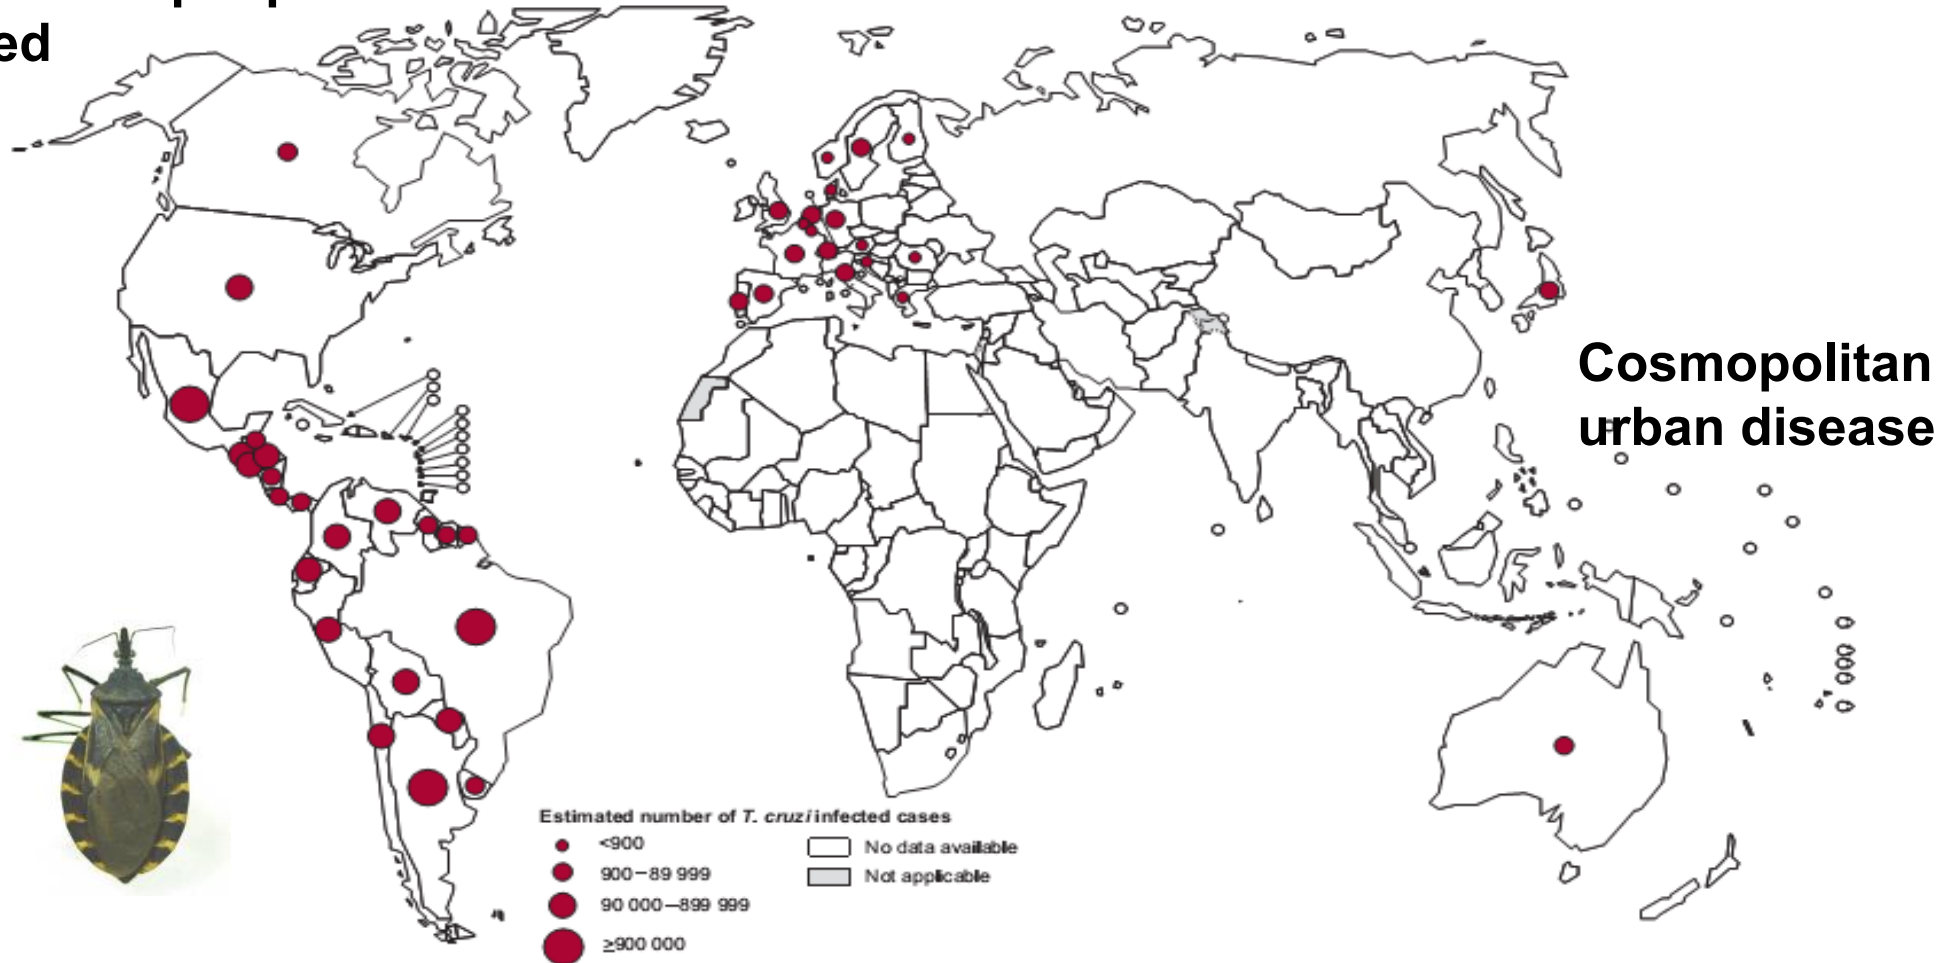 ed
Cosmopolitan
urban disease
Estimated number of T. cruzi infected cases
<900
900–89 999
90 000–899 999
≥900 000
No data available
Not applicable